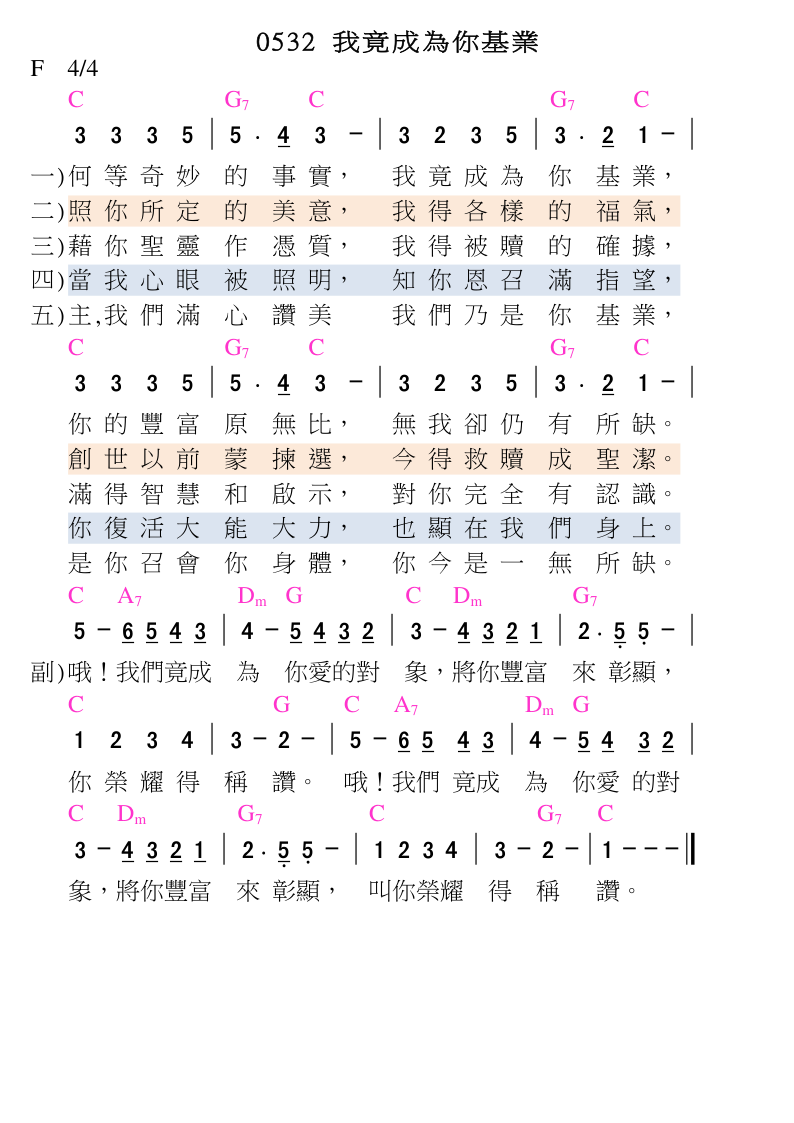 0532 我竟成為你基業
F 4/4
C G7 C G7 C
3 3 3 5 | 5 . 4 3 - | 3 2 3 5 | 3 . 2 1 - |
一)何等奇妙 的 事實， 我竟成為 你 基業，
二)照你所定 的 美意， 我得各樣 的 福氣，
三)藉你聖靈 作 憑質， 我得被贖 的 確據，
四)當我心眼 被 照明， 知你恩召 滿 指望，
五)主,我們滿 心 讚美 我們乃是 你 基業，
C G7 C G7 C
3 3 3 5 | 5 . 4 3 - | 3 2 3 5 | 3 . 2 1 - |
你的豐富 原 無比， 無我卻仍 有 所缺。
創世以前 蒙 揀選， 今得救贖 成 聖潔。
滿得智慧 和 啟示， 對你完全 有 認識。
你復活大 能 大力， 也顯在我 們 身上。
是你召會 你 身體， 你今是一 無 所缺。
C A7 Dm G C Dm G7
5 - 6 5 4 3 | 4 - 5 4 3 2 | 3 - 4 3 2 1 | 2 . 5 5 - |
副)哦！我們竟成 為 你愛的對 象，將你豐富 來 彰顯，
C G C A7 Dm G
1 2 3 4 | 3 - 2 - | 5 - 6 5 4 3 | 4 - 5 4 3 2 |
你榮耀得 稱 讚。 哦！我們 竟成 為 你愛 的對
C Dm G7 C G7 C
3 - 4 3 2 1 | 2 . 5 5 - | 1 2 3 4 | 3 - 2 - | 1 - - - ||
象，將你豐富 來 彰顯， 叫你榮耀 得 稱 讚。